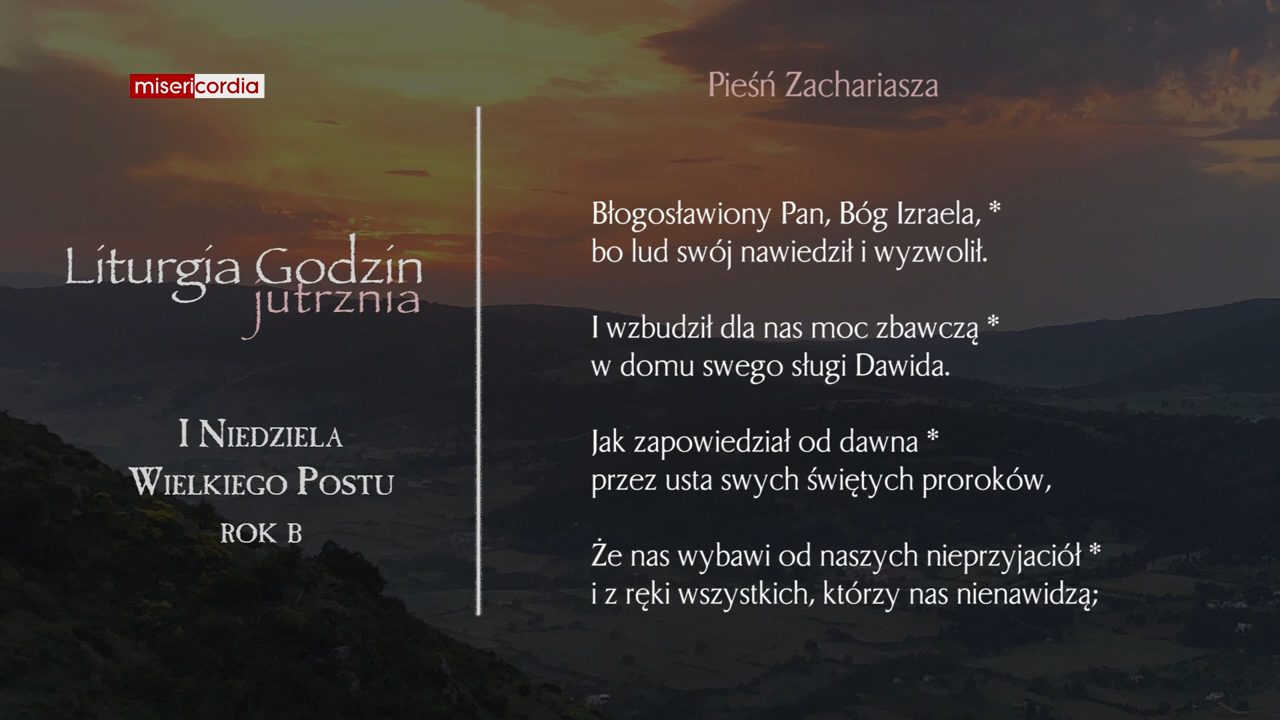 misericordia
Liturgia Godzin
jutrznia
I Niedziela
Wielkiego Postu
rok B
Pieśń Zachariasza
Błogosławiony Pan, Bóg Izraela, *
bo lud swój nawiedził i wyzwolił.
I wzbudził dla nas moc zbawczą *
w domu swego sługi Dawida.
Jak zapowiedział od dawna *
przez usta swych świętych proroków,
Że nas wybawi od naszych nieprzyjaciół *
i z ręki wszystkich, którzy nas nienawidzą;